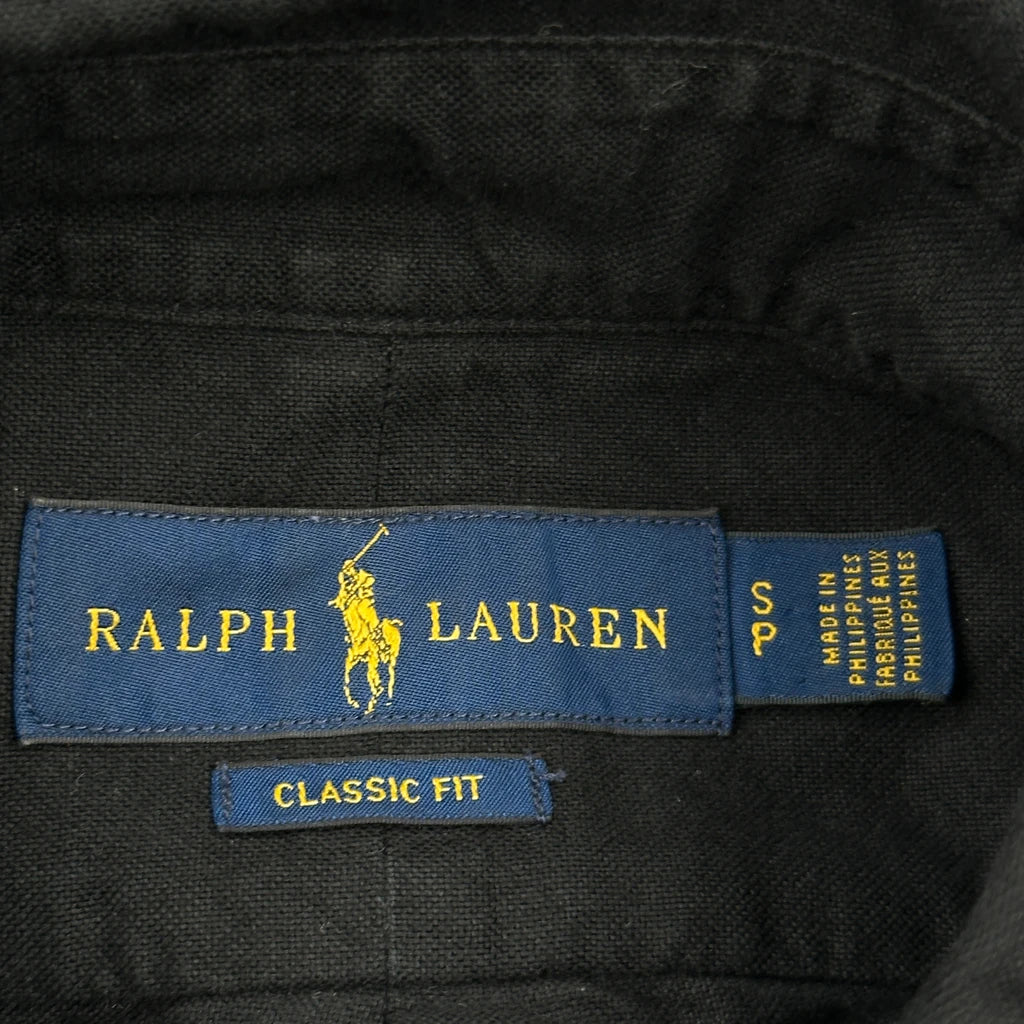 RALPH LAUREN
S
P
MADE IN
PHILIPPINES
FABRIQUÉ AUX
PHILIPPINES
CLASSIC FIT